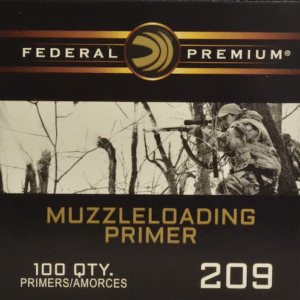 FEDERAL PREMIUM®
MUZZLELOADING
PRIMER
100 QTY.
PRIMERS/AMORCES
209